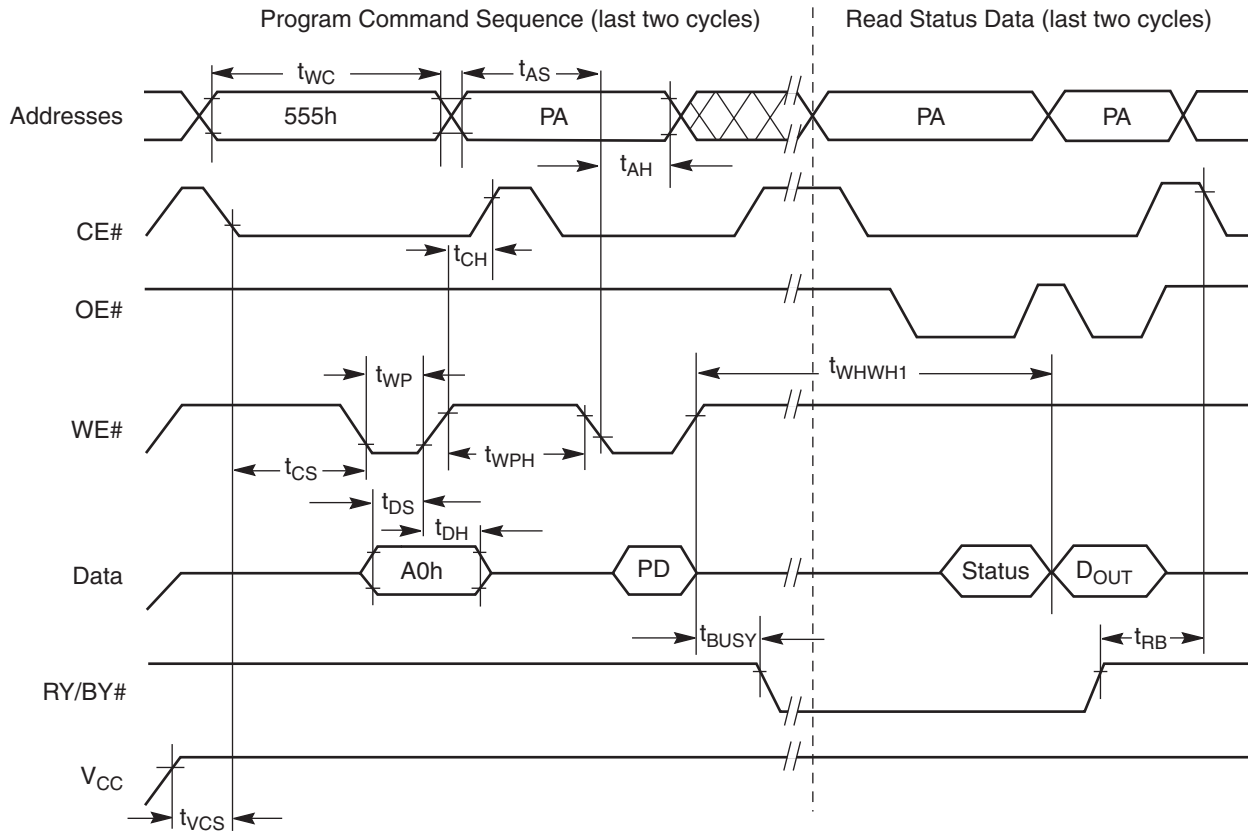 Program Command Sequence (last two cycles)
Read Status Data (last two cycles)
tWC
tAS
Addresses
555h
PA
PA
PA
tAH
CE#
tCH
OE#
tWP
tWHWH1
WE#
tCS
tWPH
tDS
tDH
Data
A0h
PD
Status
DOUT
tBUSY
tRB
RY/BY#
VCC
tVCS